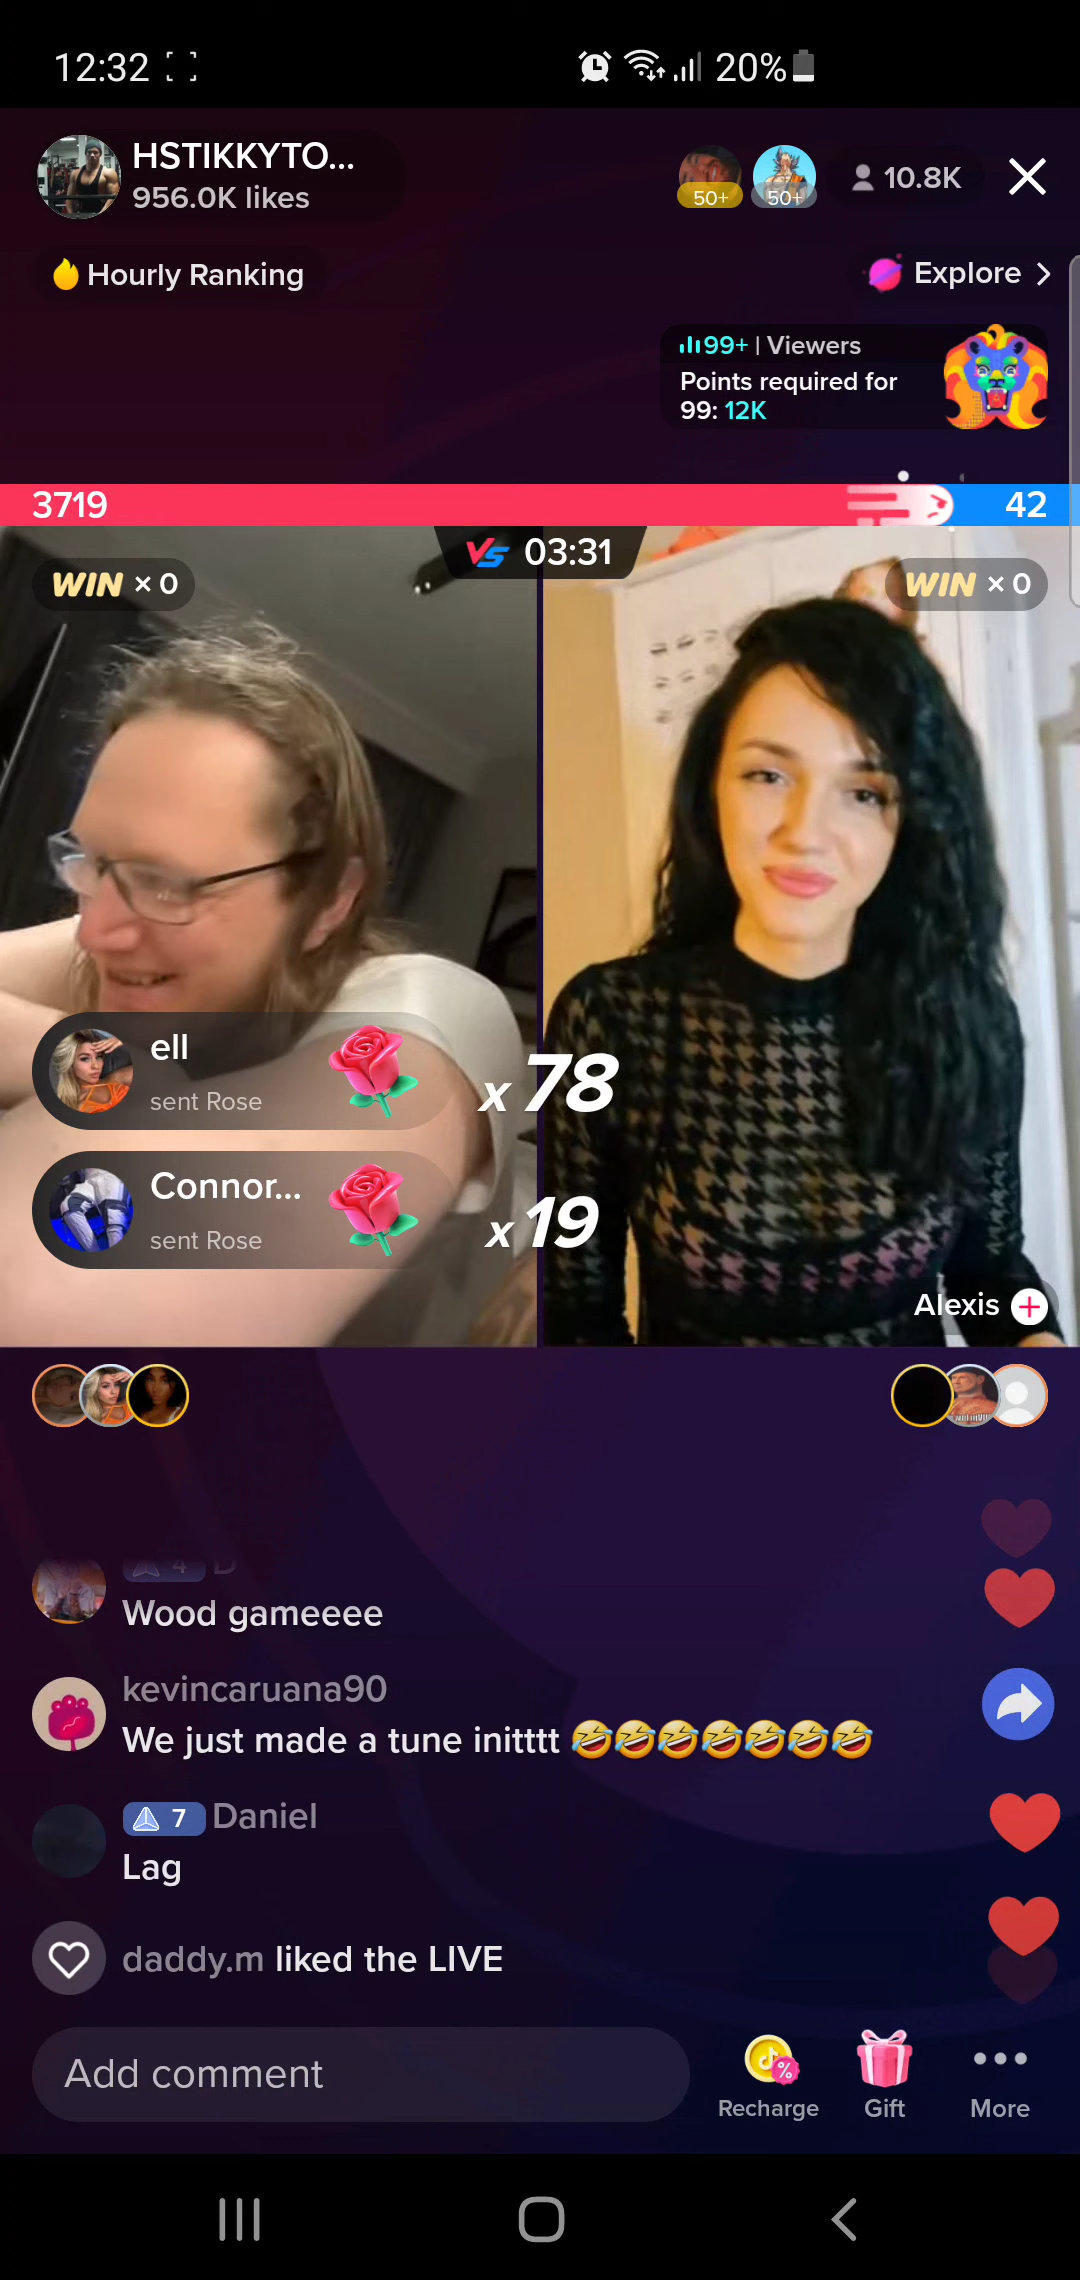 12:32
20%
HSTIKKYTO...
956.0K likes
50+
50+
10.8K
Hourly Ranking
Explore
99+ | Viewers
Points required for
99: 12K
3719
42
VS 03:31
WIN × 0
WIN × 0
ell
sent Rose
x 78
Connor...
sent Rose
x 19
Alexis
4 D
Wood gameeee
kevincaruana90
We just made a tune initttt 🤣🤣🤣🤣🤣🤣🤣
7 Daniel
Lag
daddy.m liked the LIVE
Add comment
Recharge
Gift
More